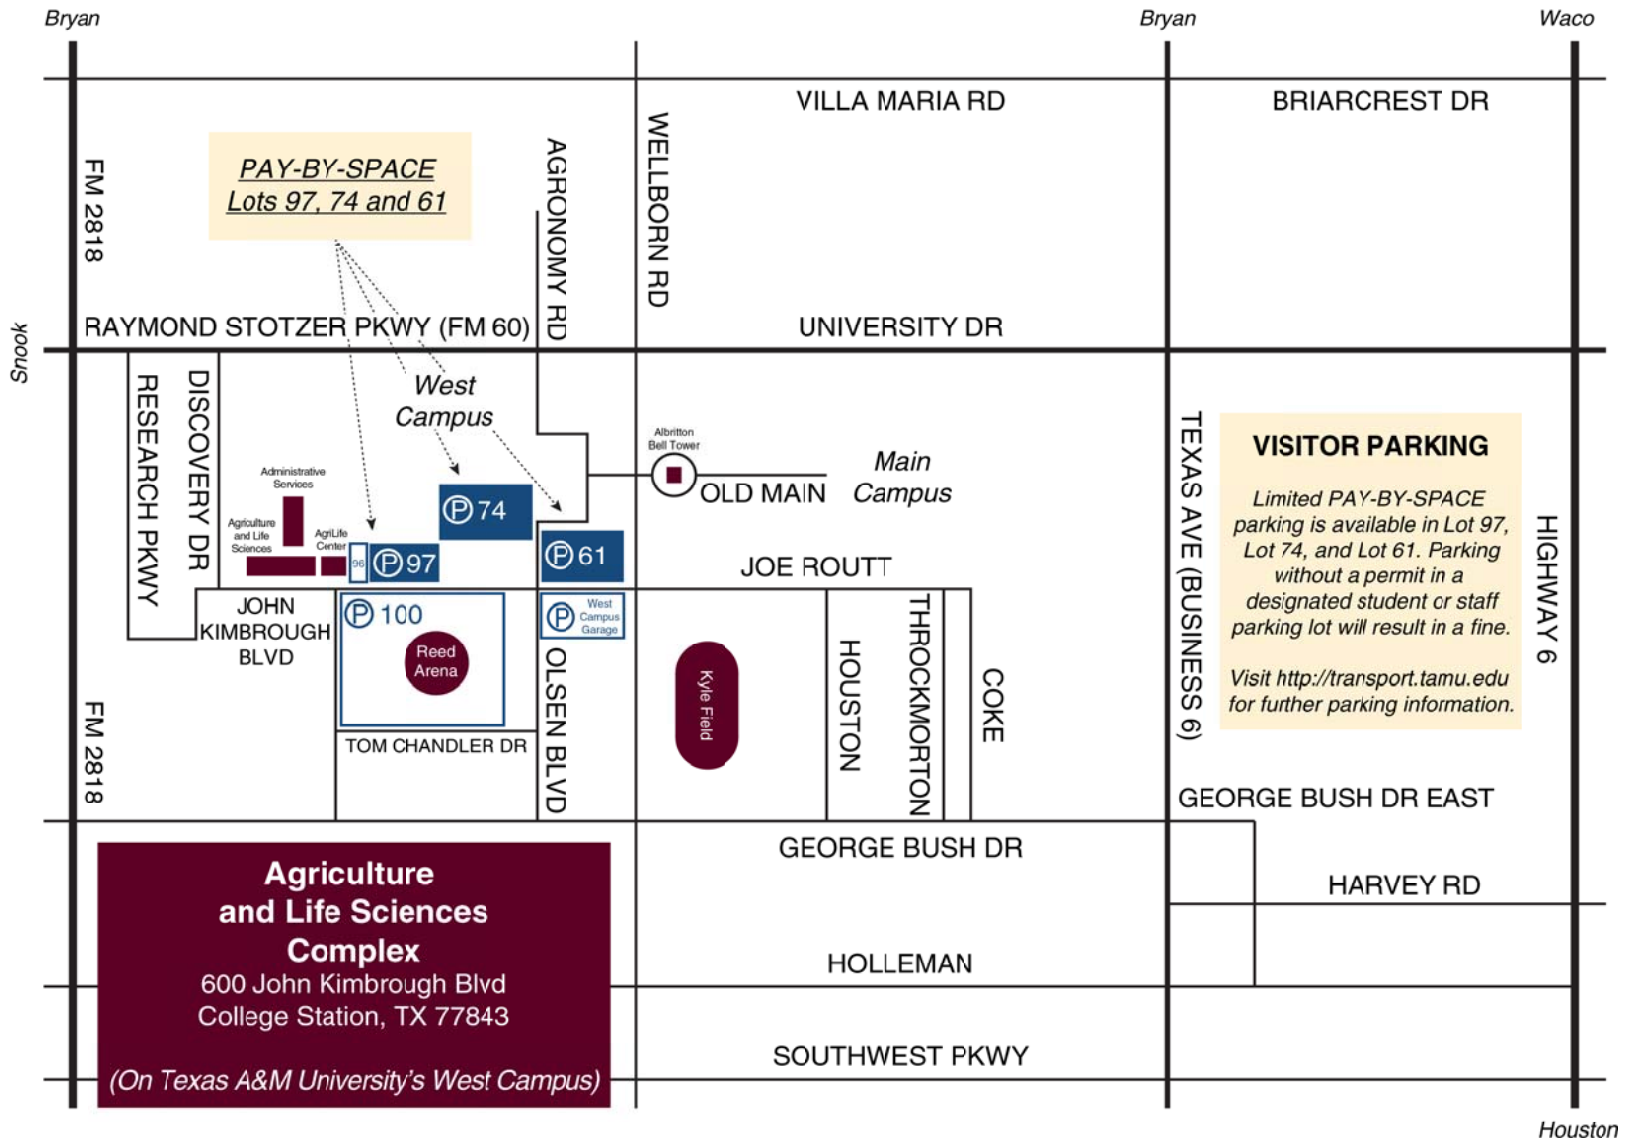 Bryan
Bryan
Waco
VILLA MARIA RD
BRIARCREST DR
FM 2818
PAY-BY-SPACE
Lots 97, 74 and 61
AGRONOMY RD
WELLBORN RD
Snook
RAYMOND STOTZER PKWY (FM 60)
UNIVERSITY DR
RESEARCH PKWY
DISCOVERY DR
West
Campus
Administrative
Services
Agriculture
and Life
Sciences
AgriLife
Center
96
P 97
P 74
P 61
Albritton
Bell Tower
OLD MAIN
Main
Campus
JOE ROUTT
JOHN
KIMBROUGH
BLVD
P 100
Reed
Arena
P
West
Campus
Garage
TOM CHANDLER DR
OLSEN BLVD
Kyle Field
HOUSTON
THROCKMORTON
COKE
TEXAS AVE (BUSINESS 6)
VISITOR PARKING
Limited PAY-BY-SPACE
parking is available in Lot 97,
Lot 74, and Lot 61. Parking
without a permit in a
designated student or staff
parking lot will result in a fine.
Visit http://transport.tamu.edu
for further parking information.
HIGHWAY 6
FM 2818
GEORGE BUSH DR EAST
GEORGE BUSH DR
HARVEY RD
HOLLEMAN
SOUTHWEST PKWY
Agriculture
and Life Sciences
Complex
600 John Kimbrough Blvd
College Station, TX 77843
(On Texas A&M University's West Campus)
Houston